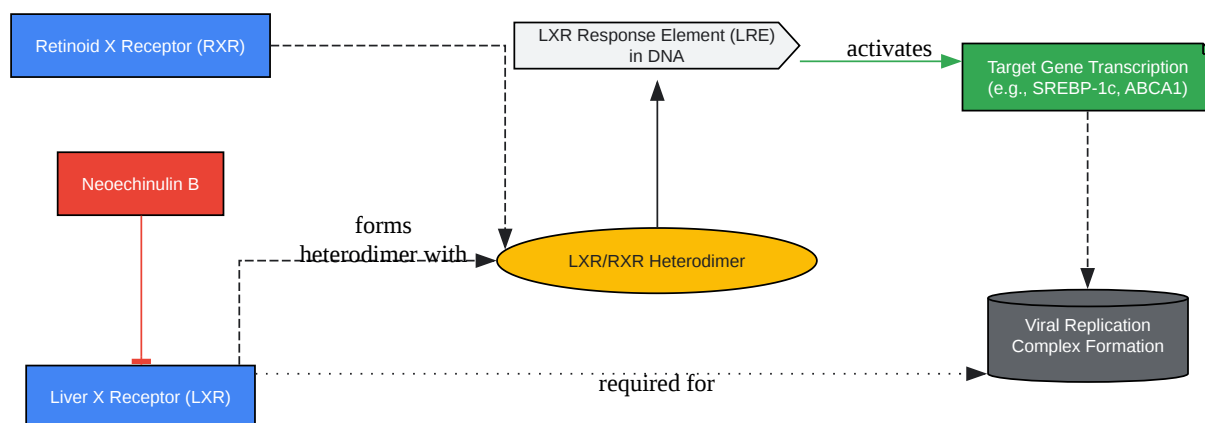 Retinoid X Receptor (RXR)
LXR Response Element (LRE)
in DNA
activates
Target Gene Transcription
(e.g., SREBP-1c, ABCA1)
Neoechinulin B
forms
heterodimer with
LXR/RXR Heterodimer
Viral Replication
Complex Formation
required for
Liver X Receptor (LXR)